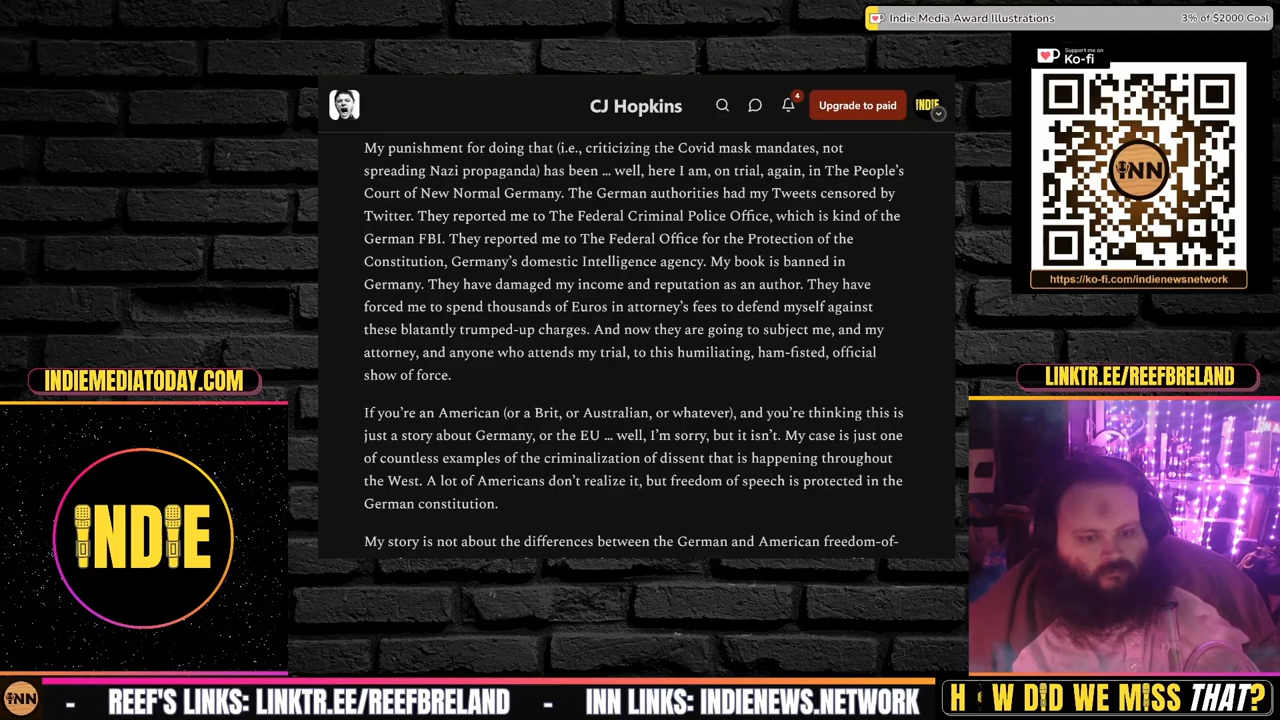 Indie Media Award Illustrations
3% of $2000 Goal
Support me on
Ko-fi
CJ Hopkins
4
Upgrade to paid
INDIE
My punishment for doing that (i.e., criticizing the Covid mask mandates, not
spreading Nazi propaganda) has been ... well, here I am, on trial, again, in The People's
Court of New Normal Germany. The German authorities had my Tweets censored by
Twitter. They reported me to The Federal Criminal Police Office, which is kind of the
German FBI. They reported me to The Federal Office for the Protection of the
Constitution, Germany's domestic Intelligence agency. My book is banned in
Germany. They have damaged my income and reputation as an author. They have
forced me to spend thousands of Euros in attorney's fees to defend myself against
these blatantly trumped-up charges. And now they are going to subject me, and my
attorney, and anyone who attends my trial, to this humiliating, ham-fisted, official
show of force.
If you're an American (or a Brit, or Australian, or whatever), and you're thinking this is
just a story about Germany, or the EU ... well, I'm sorry, but it isn't. My case is just one
of countless examples of the criminalization of dissent that is happening throughout
the West. A lot of Americans don't realize it, but freedom of speech is protected in the
German constitution.
My story is not about the differences between the German and American freedom-of-
INN
https://ko-fi.com/indienewsnetwork
INDIEMEDIATODAY.COM
LINKTR.EE/REEFBRELAND
INDIE
INN
- REEF'S LINKS: LINKTR.EE/REEFBRELAND - INN LINKS: INDIENEWS.NETWORK
HOW DID WE MISS THAT?